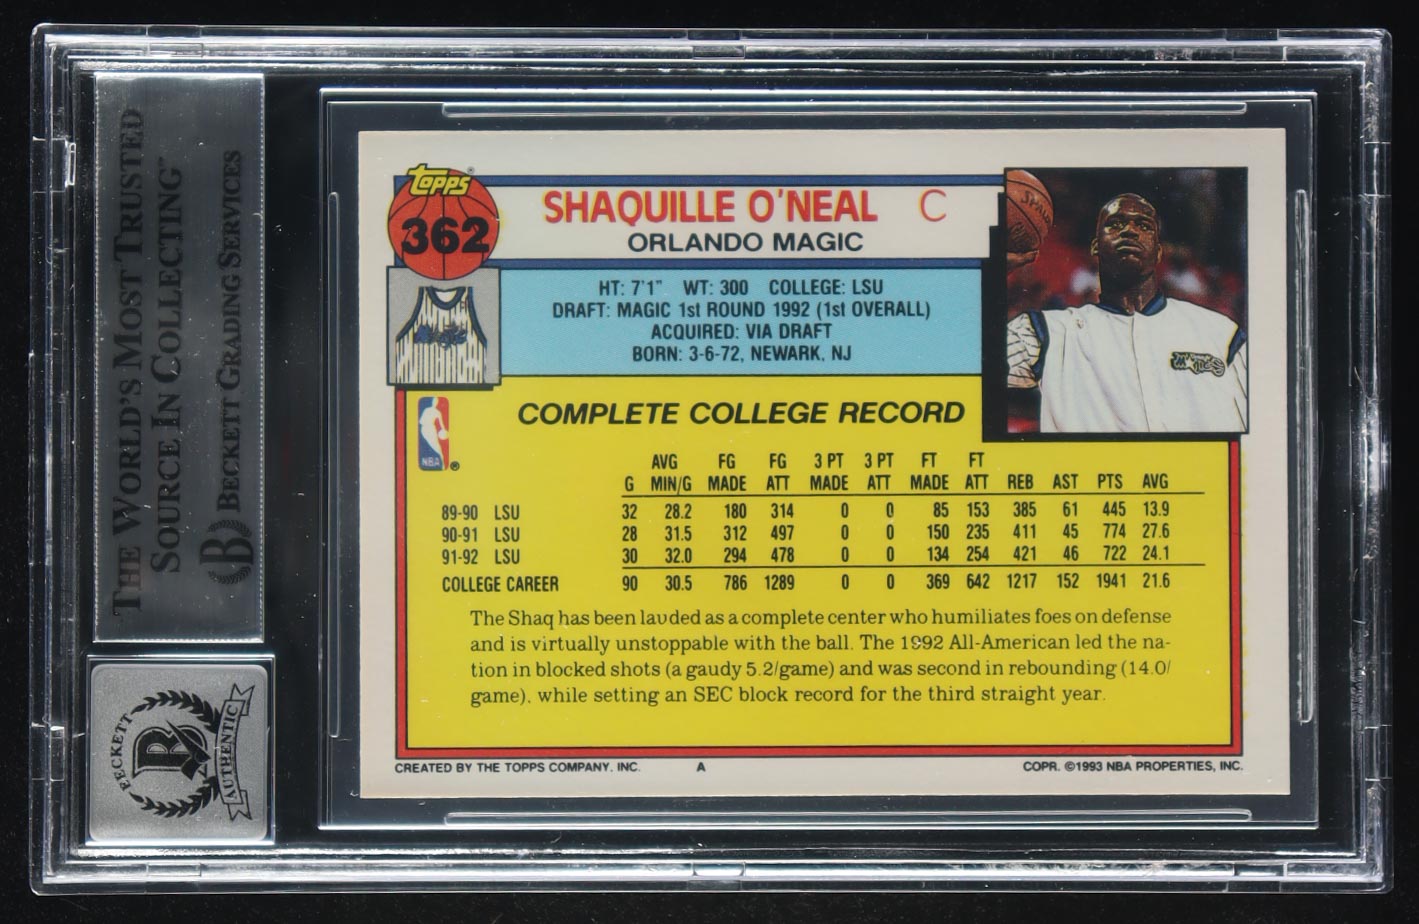 THE WORLD'S MOST TRUSTED
SOURCE IN COLLECTING™
B BECKETT GRADING SERVICES
BECKETT
B
AUTHENTIC
topps®
362
SHAQUILLE O'NEAL C
ORLANDO MAGIC
HT: 7'1" WT: 300 COLLEGE: LSU
DRAFT: MAGIC 1st ROUND 1992 (1st OVERALL)
ACQUIRED: VIA DRAFT
BORN: 3-6-72, NEWARK, NJ
SPALDING
Magic
NBA®
COMPLETE COLLEGE RECORD
AVG FG FG 3 PT 3 PT FT FT
G MIN/G MADE ATT MADE ATT MADE ATT REB AST PTS AVG
89-90 LSU 32 28.2 180 314 0 0 85 153 385 61 445 13.9
90-91 LSU 28 31.5 312 497 0 0 150 235 411 45 774 27.6
91-92 LSU 30 32.0 294 478 0 0 134 254 421 46 722 24.1
COLLEGE CAREER 90 30.5 786 1289 0 0 369 642 1217 152 1941 21.6
The Shaq has been lauded as a complete center who humiliates foes on defense
and is virtually unstoppable with the ball. The 1992 All-American led the na-
tion in blocked shots (a gaudy 5.2/game) and was second in rebounding (14.0/
game), while setting an SEC block record for the third straight year.
CREATED BY THE TOPPS COMPANY, INC. A COPR. ©1993 NBA PROPERTIES, INC.